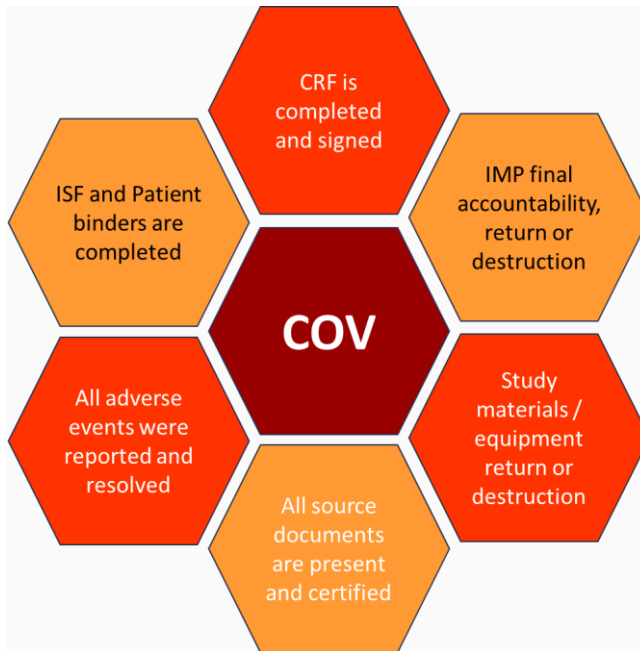 CRF is
completed
and signed
ISF and Patient
binders are
completed
IMP final
accountability,
return or
destruction
COV
All adverse
events were
reported and
resolved
Study
materials /
equipment
return or
destruction
All source
documents
are present
and certified